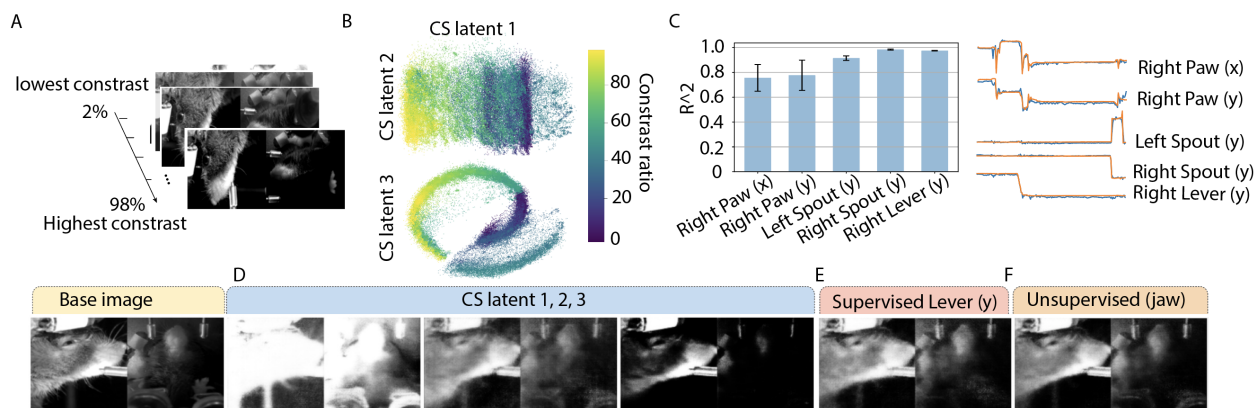 A
lowest constrast
2%
98%
Highest constrast
B
CS latent 1
CS latent 2
CS latent 3
80
60
40
20
0
Constrast ratio
C
R^2
1.0
0.8
0.6
0.4
0.2
0
Right Paw (x)
Right Paw (y)
Left Spout (y)
Right Spout (y)
Right Lever (y)
Right Paw (x)
Right Paw (y)
Left Spout (y)
Right Spout (y)
Right Lever (y)
Base image
D
CS latent 1, 2, 3
E
Supervised Lever (y)
F
Unsupervised (jaw)